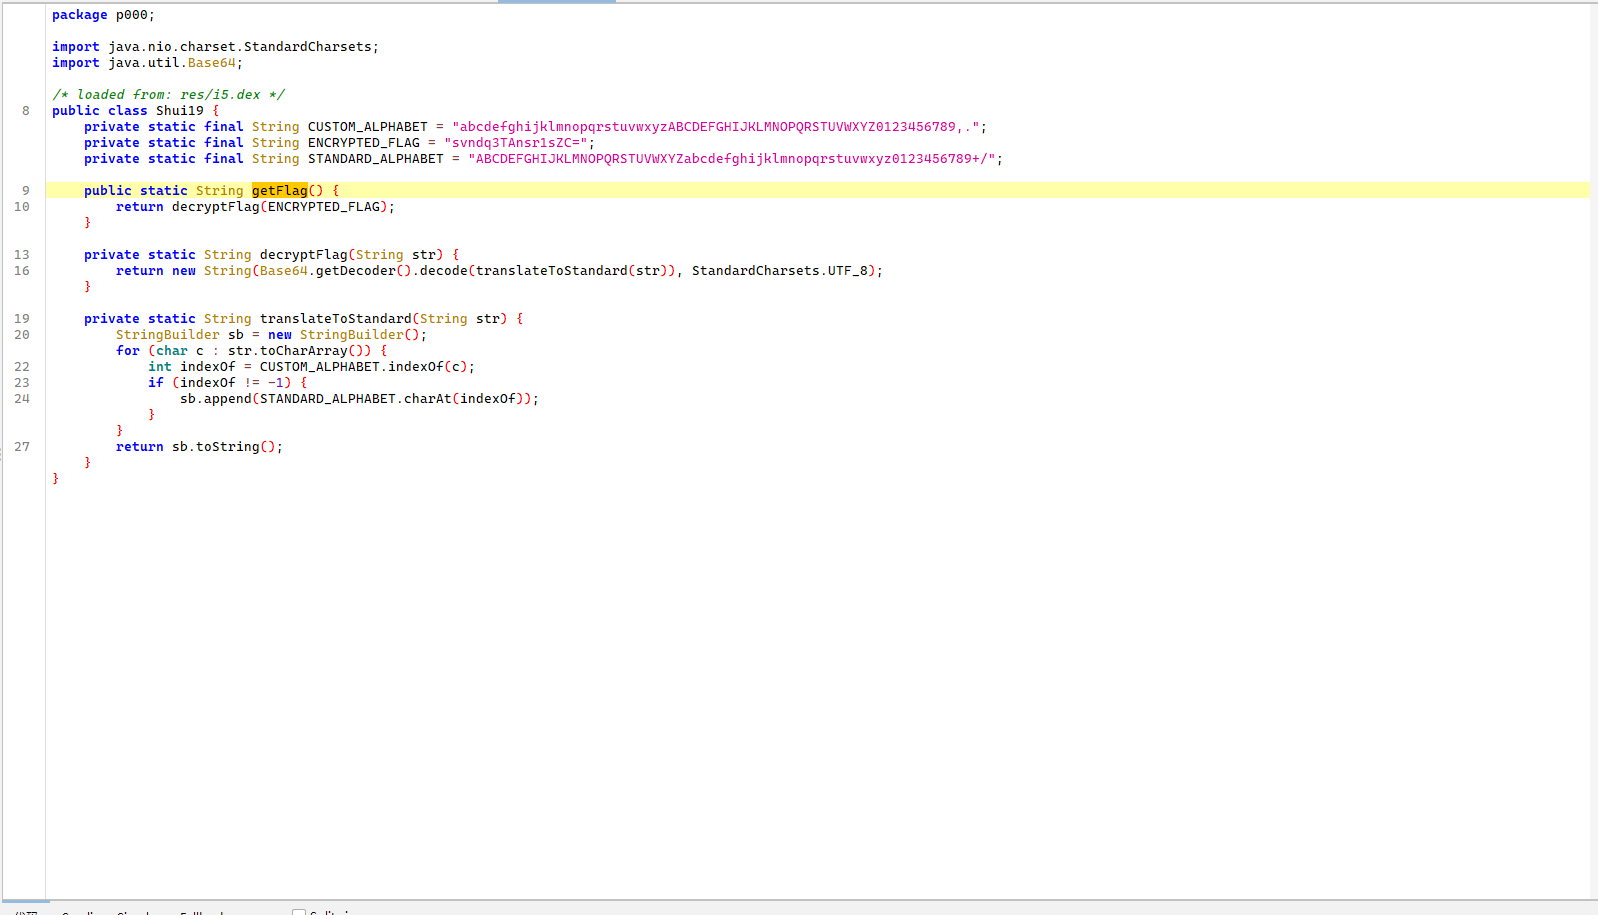 package p000;
import java.nio.charset.StandardCharsets;
import java.util.Base64;
/* loaded from: res/i5.dex */
8 public class Shui19 {
private static final String CUSTOM_ALPHABET = "abcdefghijklmnopqrstuvwxyzABCDEFGHIJKLMNOPQRSTUVWXYZ0123456789,.";
private static final String ENCRYPTED_FLAG = "svndq3TAnsr1sZC=";
private static final String STANDARD_ALPHABET = "ABCDEFGHIJKLMNOPQRSTUVWXYZabcdefghijklmnopqrstuvwxyz0123456789+/";
9 public static String getFlag() {
10 return decryptFlag(ENCRYPTED_FLAG);
}
13 private static String decryptFlag(String str) {
16 return new String(Base64.getDecoder().decode(translateToStandard(str)), StandardCharsets.UTF_8);
}
19 private static String translateToStandard(String str) {
20 StringBuilder sb = new StringBuilder();
for (char c : str.toCharArray()) {
22 int indexOf = CUSTOM_ALPHABET.indexOf(c);
23 if (indexOf != -1) {
24 sb.append(STANDARD_ALPHABET.charAt(indexOf));
}
}
27 return sb.toString();
}
}